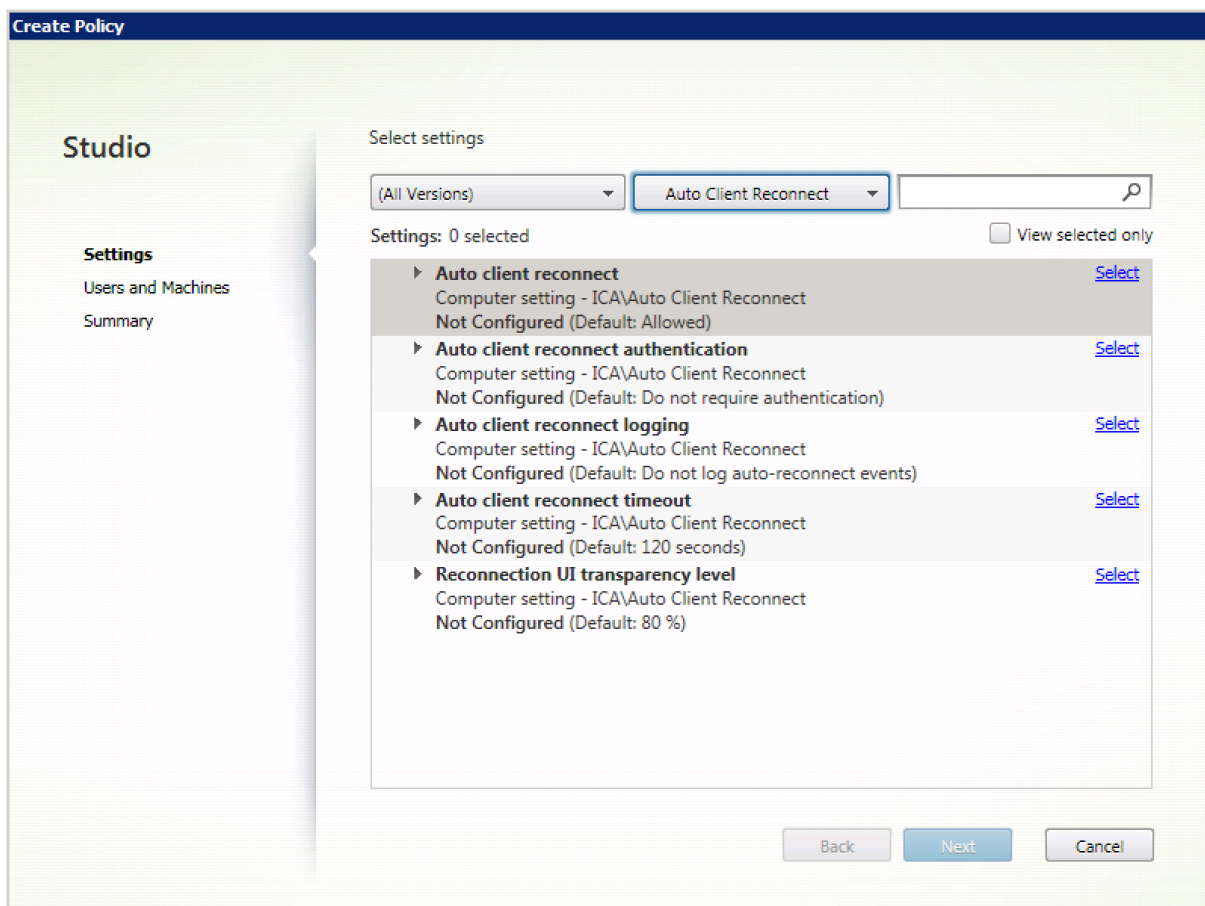 Create Policy
Studio
Settings
Users and Machines
Summary
Select settings
(All Versions)
Auto Client Reconnect
Settings: 0 selected
View selected only
Auto client reconnect
Select
Computer setting - ICA\Auto Client Reconnect
Not Configured (Default: Allowed)
Auto client reconnect authentication
Select
Computer setting - ICA\Auto Client Reconnect
Not Configured (Default: Do not require authentication)
Auto client reconnect logging
Select
Computer setting - ICA\Auto Client Reconnect
Not Configured (Default: Do not log auto-reconnect events)
Auto client reconnect timeout
Select
Computer setting - ICA\Auto Client Reconnect
Not Configured (Default: 120 seconds)
Reconnection UI transparency level
Select
Computer setting - ICA\Auto Client Reconnect
Not Configured (Default: 80 %)
Back
Next
Cancel